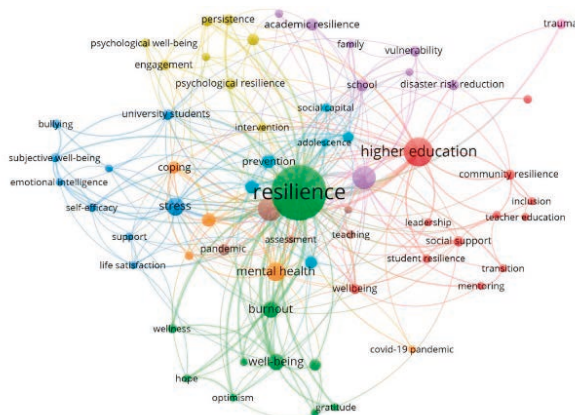 persistence
academic resilience
trauma
family
psychological well-being
vulnerability
engagement
psychological resilience
school
disaster risk reduction
social capital
university students
intervention
bullying
adolescence
higher education
subjective well-being
coping
prevention
community resilience
emotional intelligence
resilience
inclusion
self-efficacy
stress
leadership
teacher education
support
pandemic
assessment
teaching
social support
student resilience
life satisfaction
mental health
transition
wellbeing
mentoring
burnout
wellness
covid-19 pandemic
well-being
hope
optimism
gratitude